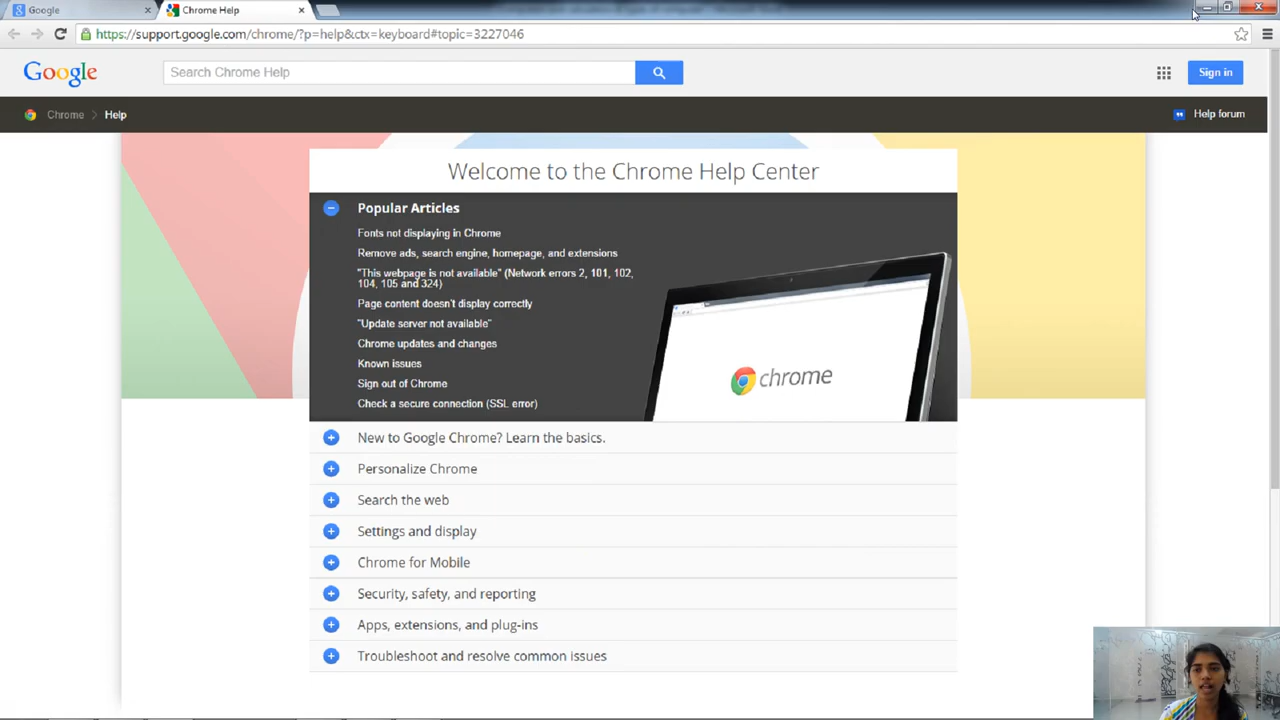 Google
Chrome Help
https://support.google.com/chrome/?p=help&ctx=keyboard#topic=3227046
Google
Search Chrome Help
Sign in
Chrome
Help
Help forum
Welcome to the Chrome Help Center
Popular Articles
Fonts not displaying in Chrome
Remove ads, search engine, homepage, and extensions
"This webpage is not available" (Network errors 2, 101, 102,
104, 105 and 324)
Page content doesn't display correctly
"Update server not available"
Chrome updates and changes
Known issues
Sign out of Chrome
Check a secure connection (SSL error)
chrome
New to Google Chrome? Learn the basics.
Personalize Chrome
Search the web
Settings and display
Chrome for Mobile
Security, safety, and reporting
Apps, extensions, and plug-ins
Troubleshoot and resolve common issues